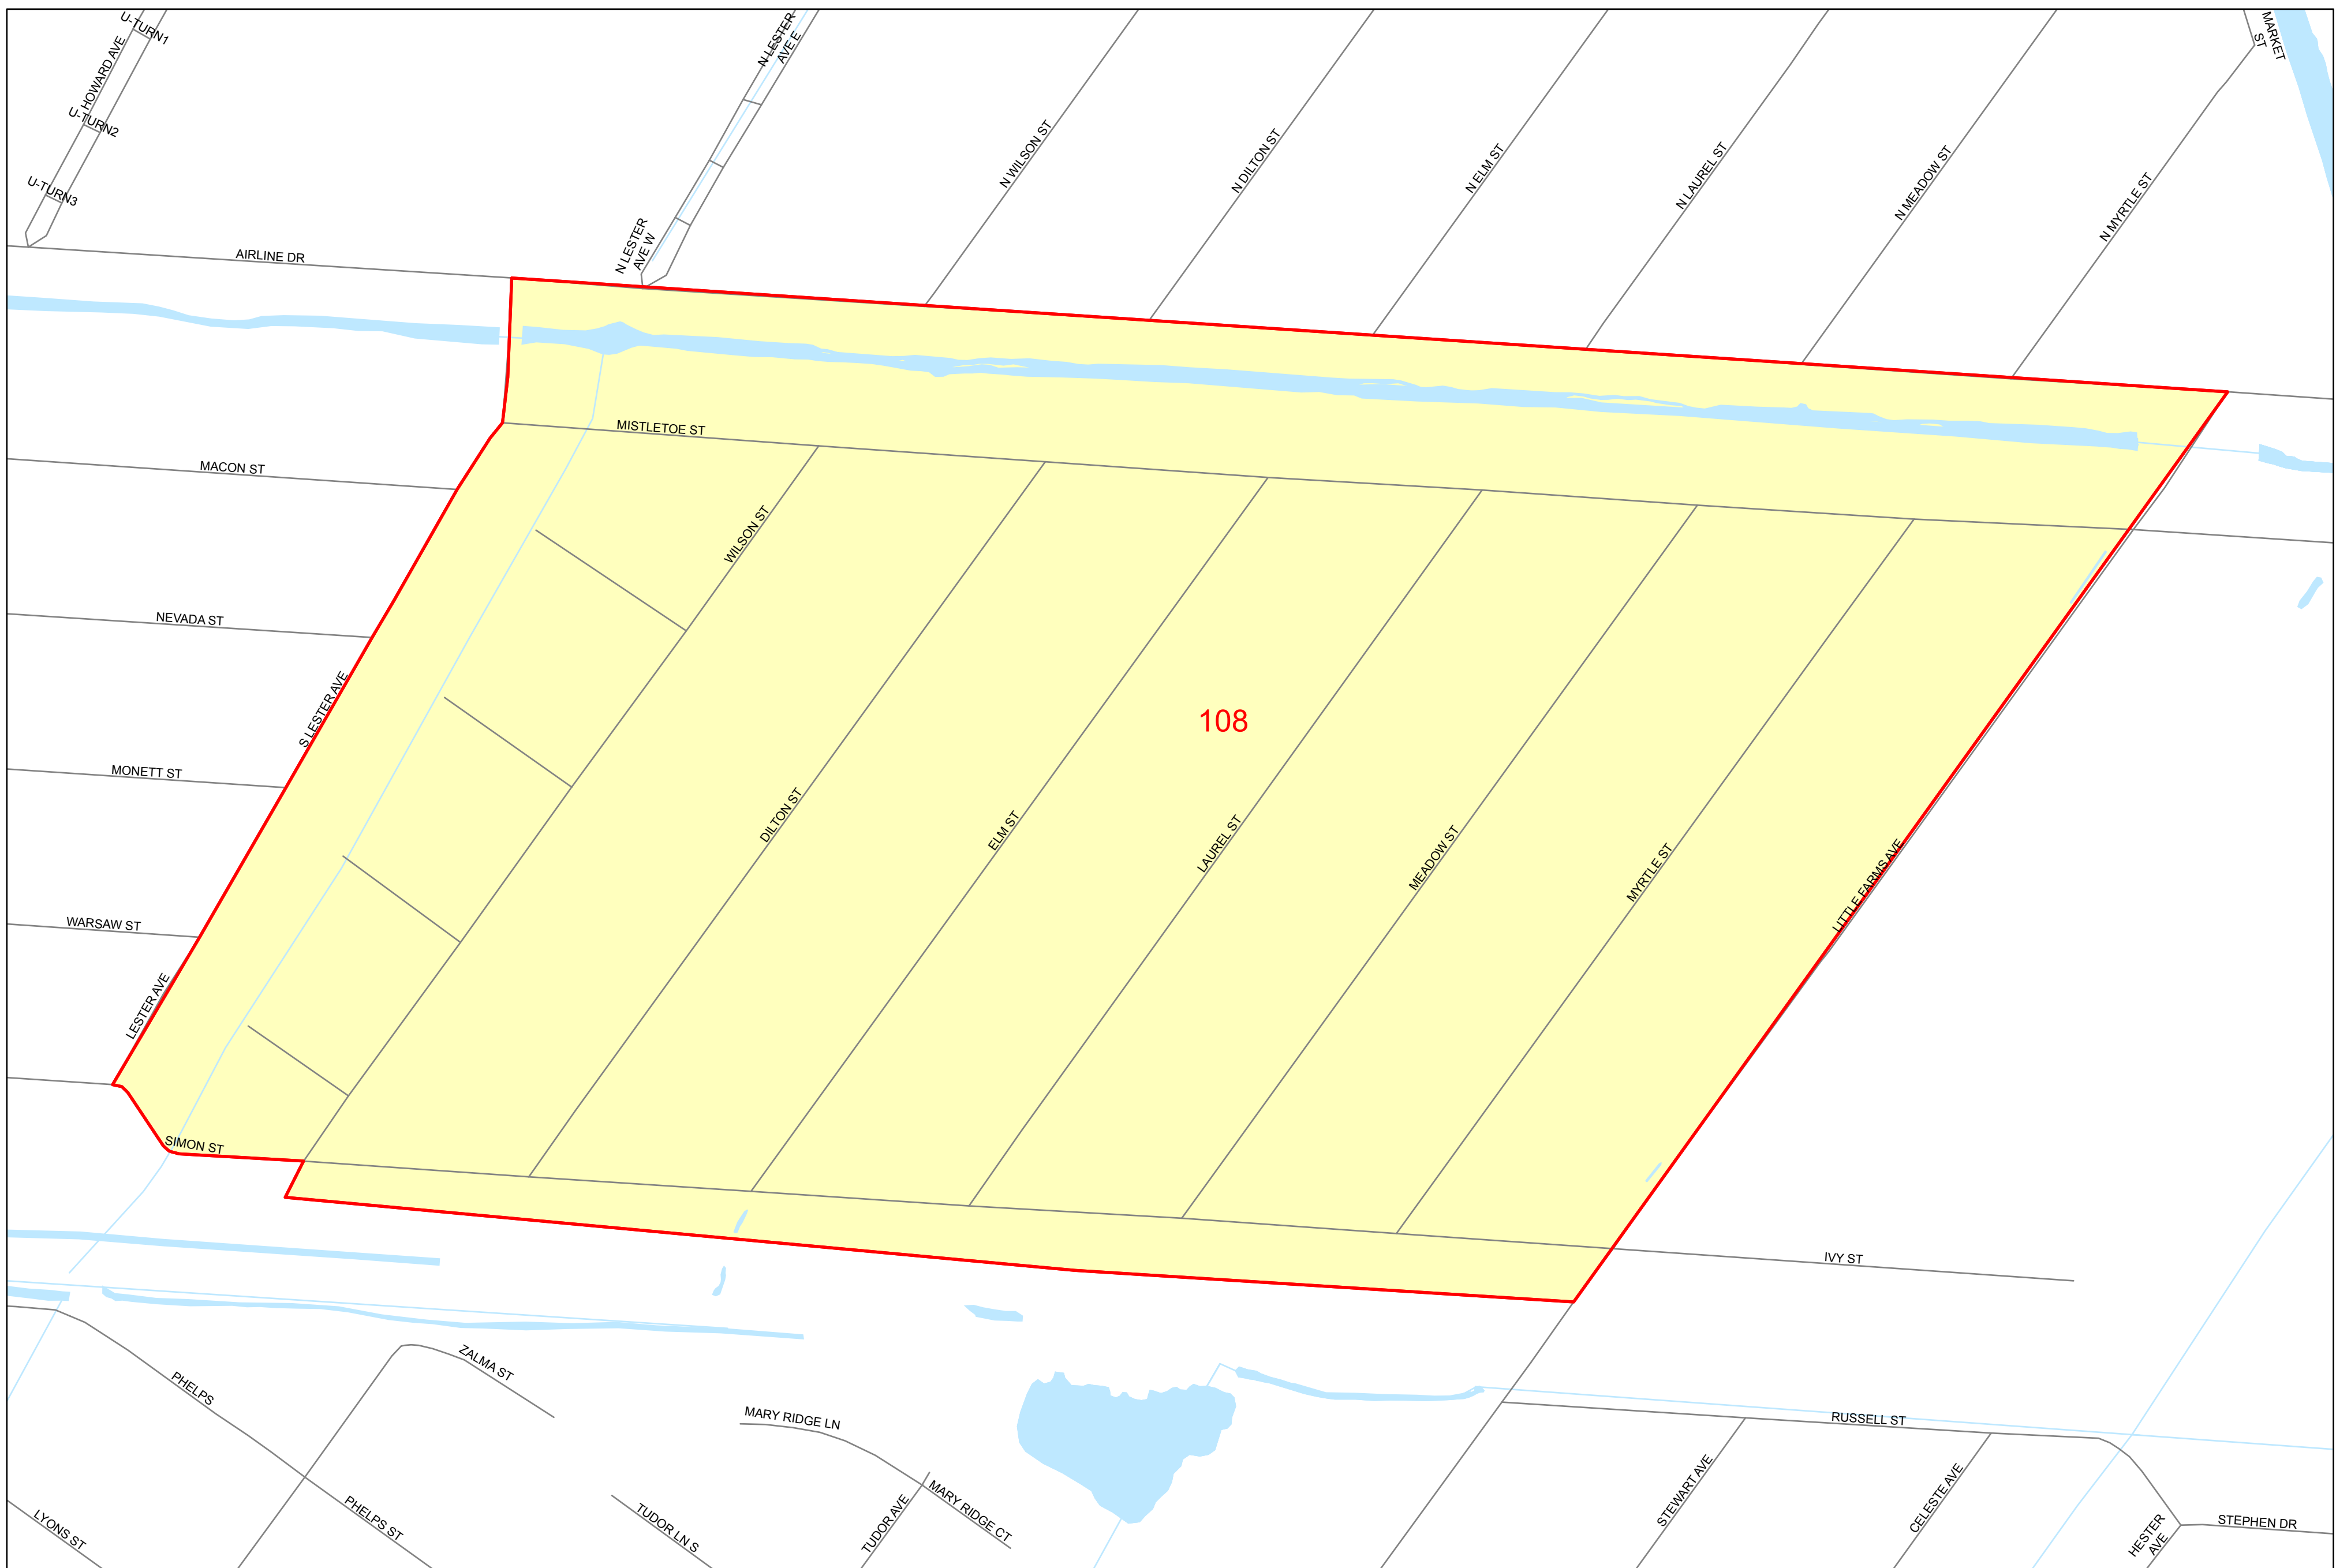 U-TURN1
HOWARD AVE
U-TURN2
U-TURN3
N LESTER
AVE E
N LESTER
AVE W
N WILSON ST
N DILTON ST
N ELM ST
N LAUREL ST
N MEADOW ST
N MYRTLE ST
MARKET
ST
AIRLINE DR
MISTLETOE ST
MACON ST
NEVADA ST
S LESTER AVE
MONETT ST
WARSAW ST
LESTER AVE
SIMON ST
WILSON ST
DILTON ST
ELM ST
108
LAUREL ST
MEADOW ST
MYRTLE ST
LITTLE FARMS AVE
IVY ST
ZALMA ST
PHELPS
PHELPS ST
LYONS ST
MARY RIDGE LN
MARY RIDGE CT
TUDOR LN S
TUDOR AVE
RUSSELL ST
STEWART AVE
CELESTE AVE
HESTER
AVE
STEPHEN DR